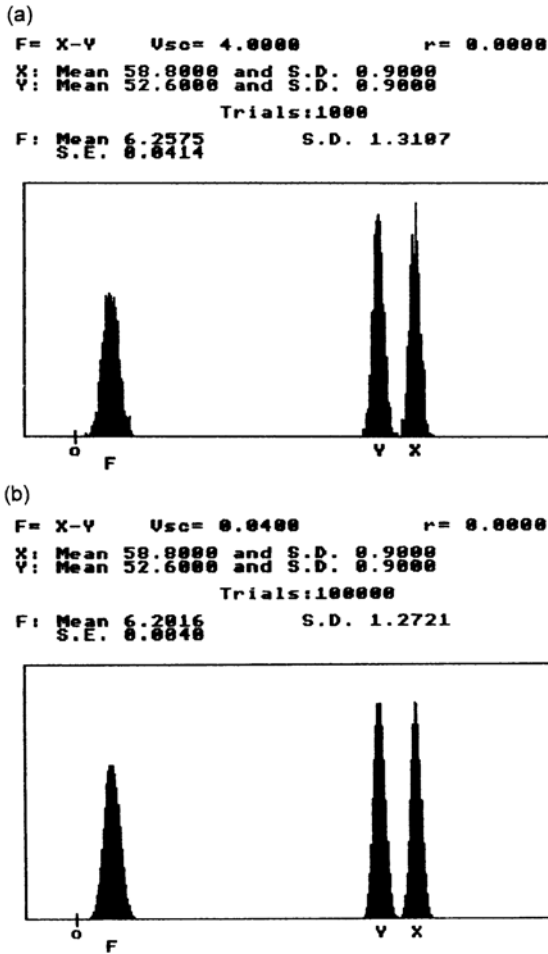 (a)
F= X-Y Vsc= 4.0000 r= 0.0000
X: Mean 58.8000 and S.D. 0.9000
Y: Mean 52.6000 and S.D. 0.9000
Trials:1000
F: Mean 6.2575 S.D. 1.3107
S.E. 0.0414
o
F Y X
(b)
F= X-Y Vsc= 0.0400 r= 0.0000
X: Mean 58.8000 and S.D. 0.9000
Y: Mean 52.6000 and S.D. 0.9000
Trials:100000
F: Mean 6.2016 S.D. 1.2721
S.E. 0.0040
o
F Y X